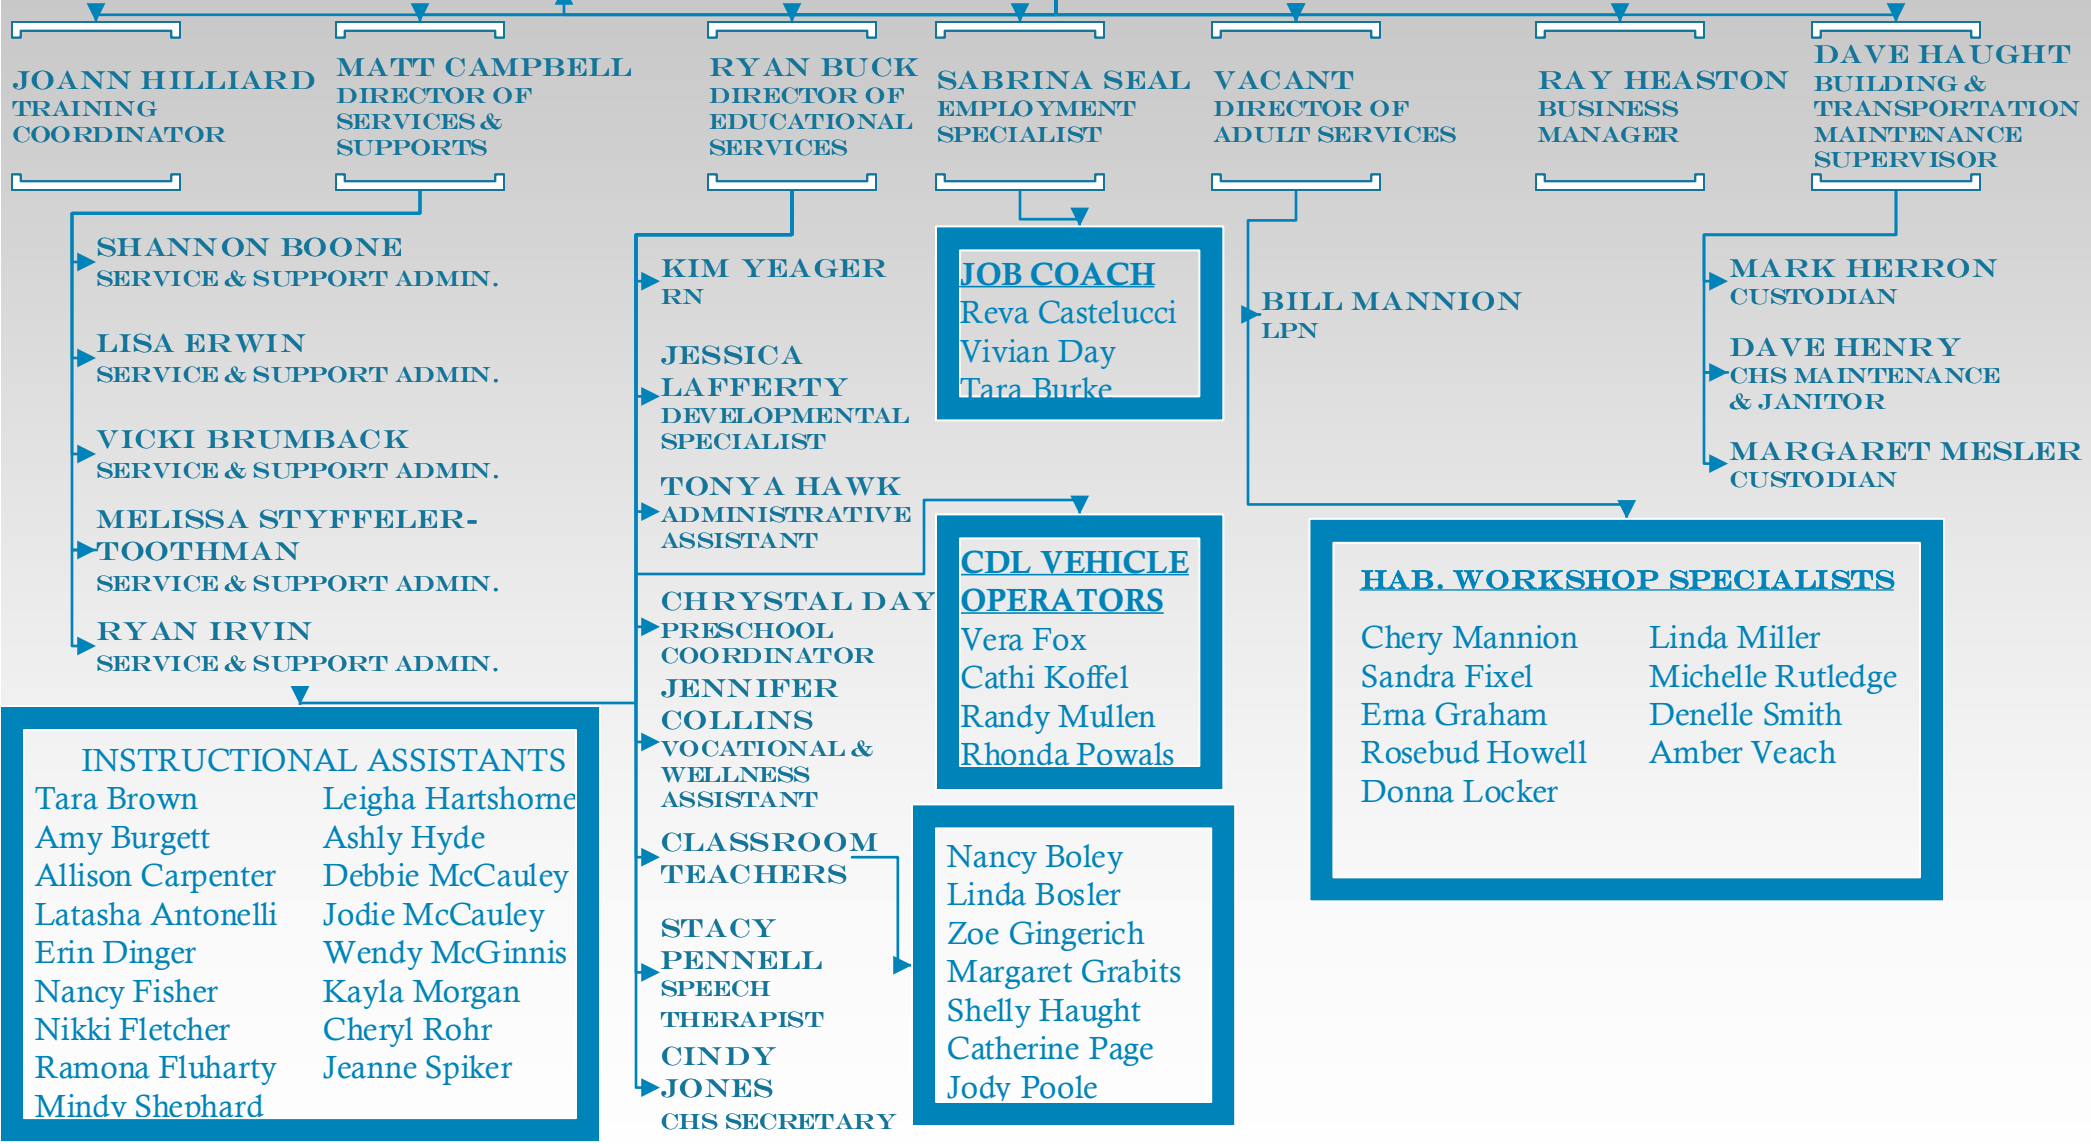 JOANN HILLIARD
TRAINING
COORDINATOR
MATT CAMPBELL
DIRECTOR OF
SERVICES &
SUPPORTS
RYAN BUCK
DIRECTOR OF
EDUCATIONAL
SERVICES
SABRINA SEAL
EMPLOYMENT
SPECIALIST
VACANT
DIRECTOR OF
ADULT SERVICES
RAY HEASTON
BUSINESS
MANAGER
DAVE HAUGHT
BUILDING &
TRANSPORTATION
MAINTENANCE
SUPERVISOR
SHANNON BOONE
SERVICE & SUPPORT ADMIN.
LISA ERWIN
SERVICE & SUPPORT ADMIN.
VICKI BRUMBACK
SERVICE & SUPPORT ADMIN.
MELISSA STYFFELER-
TOOTHMAN
SERVICE & SUPPORT ADMIN.
RYAN IRVIN
SERVICE & SUPPORT ADMIN.
INSTRUCTIONAL ASSISTANTS
Tara Brown
Amy Burgett
Allison Carpenter
Latasha Antonelli
Erin Dinger
Nancy Fisher
Nikki Fletcher
Ramona Fluharty
Mindy Shephard
Leigha Hartshorne
Ashly Hyde
Debbie McCauley
Jodie McCauley
Wendy McGinnis
Kayla Morgan
Cheryl Rohr
Jeanne Spiker
KIM YEAGER
RN
JESSICA
LAFFERTY
DEVELOPMENTAL
SPECIALIST
TONYA HAWK
ADMINISTRATIVE
ASSISTANT
CHRYSTAL DAY
PRESCHOOL
COORDINATOR
JENNIFER
COLLINS
VOCATIONAL &
WELLNESS
ASSISTANT
CLASSROOM
TEACHERS
STACY
PENNELL
SPEECH
THERAPIST
CINDY
JONES
CHS SECRETARY
JOB COACH
Reva Castelucci
Vivian Day
Tara Burke
CDL VEHICLE
OPERATORS
Vera Fox
Cathi Koffel
Randy Mullen
Rhonda Powals
Nancy Boley
Linda Bosler
Zoe Gingerich
Margaret Grabits
Shelly Haught
Catherine Page
Jody Poole
BILL MANNION
LPN
HAB. WORKSHOP SPECIALISTS
Chery Mannion
Sandra Fixel
Erna Graham
Rosebud Howell
Donna Locker
Linda Miller
Michelle Rutledge
Denelle Smith
Amber Veach
MARK HERRON
CUSTODIAN
DAVE HENRY
CHS MAINTENANCE
& JANITOR
MARGARET MESLER
CUSTODIAN